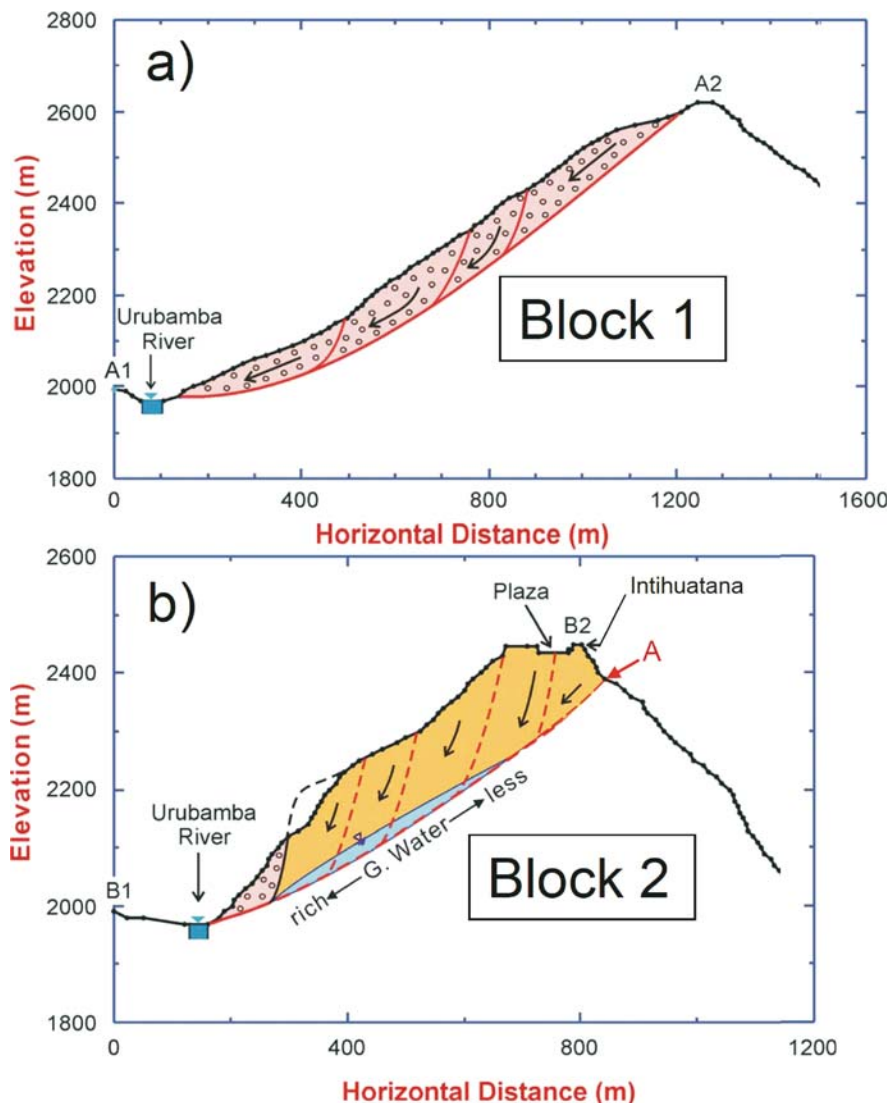 2800
a)
A2
2600
Elevation (m)
2400
2200
Block 1
Urubamba
River
A1
2000
1800
0
400
800
1200
1600
Horizontal Distance (m)
2600
b)
Plaza
Intihuatana
B2
A
2400
Elevation (m)
2200
Urubamba
River
rich ← G. Water → less
Block 2
B1
2000
1800
0
400
800
1200
Horizontal Distance (m)